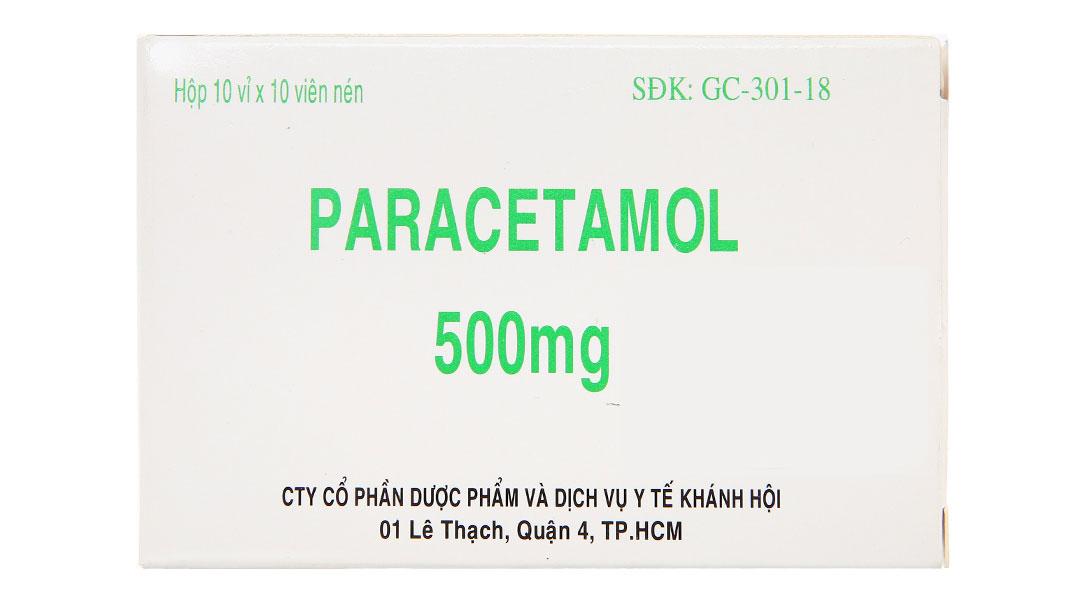 Hộp 10 vỉ x 10 viên nén
SĐK: GC-301-18
PARACETAMOL
500mg
CTY CỔ PHẦN DƯỢC PHẨM VÀ DỊCH VỤ Y TẾ KHÁNH HỘI
01 Lê Thạch, Quận 4, TP.HCM